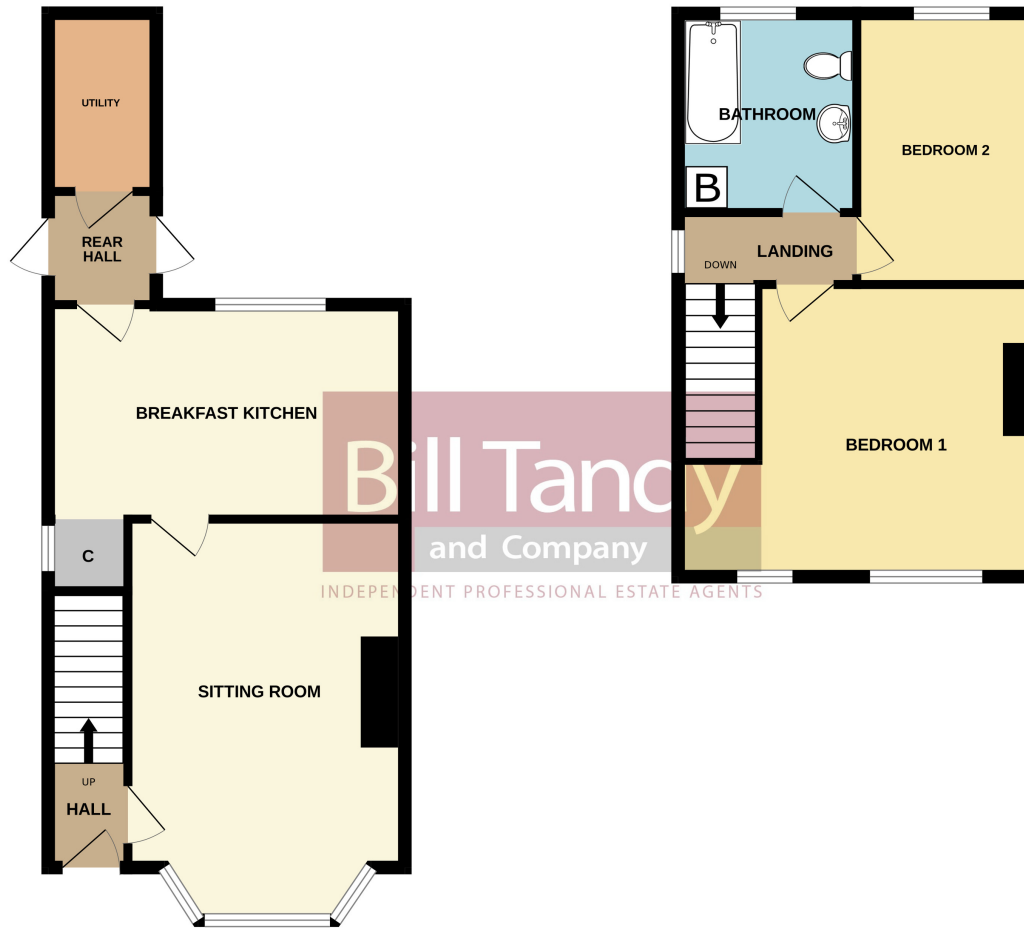 UTILITY
REAR
HALL
BREAKFAST KITCHEN
C
SITTING ROOM
UP
HALL
BATHROOM
B
BEDROOM 2
LANDING
DOWN
BEDROOM 1
Bill Tandy
and Company
INDEPENDENT PROFESSIONAL ESTATE AGENTS